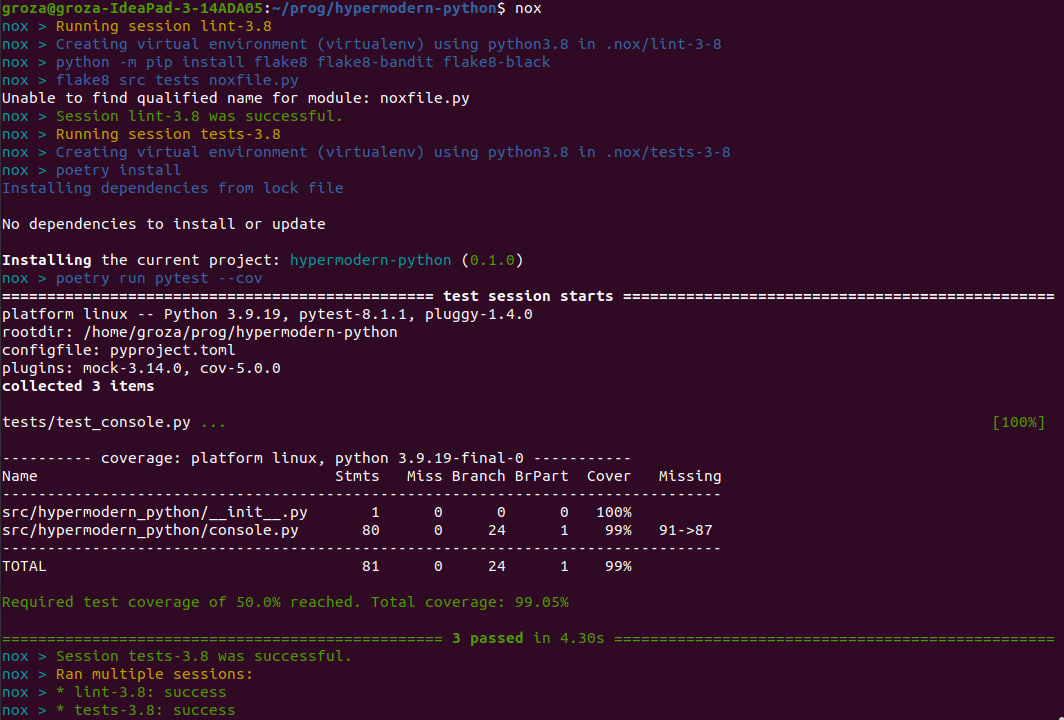 groza@groza-IdeaPad-3-14ADA05:~/prog/hypermodern-python$ nox
nox > Running session lint-3.8
nox > Creating virtual environment (virtualenv) using python3.8 in .nox/lint-3-8
nox > python -m pip install flake8 flake8-bandit flake8-black
nox > flake8 src tests noxfile.py
Unable to find qualified name for module: noxfile.py
nox > Session lint-3.8 was successful.
nox > Running session tests-3.8
nox > Creating virtual environment (virtualenv) using python3.8 in .nox/tests-3-8
nox > poetry install
Installing dependencies from lock file
No dependencies to install or update
Installing the current project: hypermodern-python (0.1.0)
nox > poetry run pytest --cov
================================================ test session starts ================================================
platform linux -- Python 3.9.19, pytest-8.1.1, pluggy-1.4.0
rootdir: /home/groza/prog/hypermodern-python
configfile: pyproject.toml
plugins: mock-3.14.0, cov-5.0.0
collected 3 items
tests/test_console.py ... [100%]
---------- coverage: platform linux, python 3.9.19-final-0 -----------
Name Stmts Miss Branch BrPart Cover Missing
--------------------------------------------------------------------------------
src/hypermodern_python/__init__.py 1 0 0 0 100%
src/hypermodern_python/console.py 80 0 24 1 99% 91->87
--------------------------------------------------------------------------------
TOTAL 81 0 24 1 99%
Required test coverage of 50.0% reached. Total coverage: 99.05%
================================================= 3 passed in 4.30s =================================================
nox > Session tests-3.8 was successful.
nox > Ran multiple sessions:
nox > * lint-3.8: success
nox > * tests-3.8: success